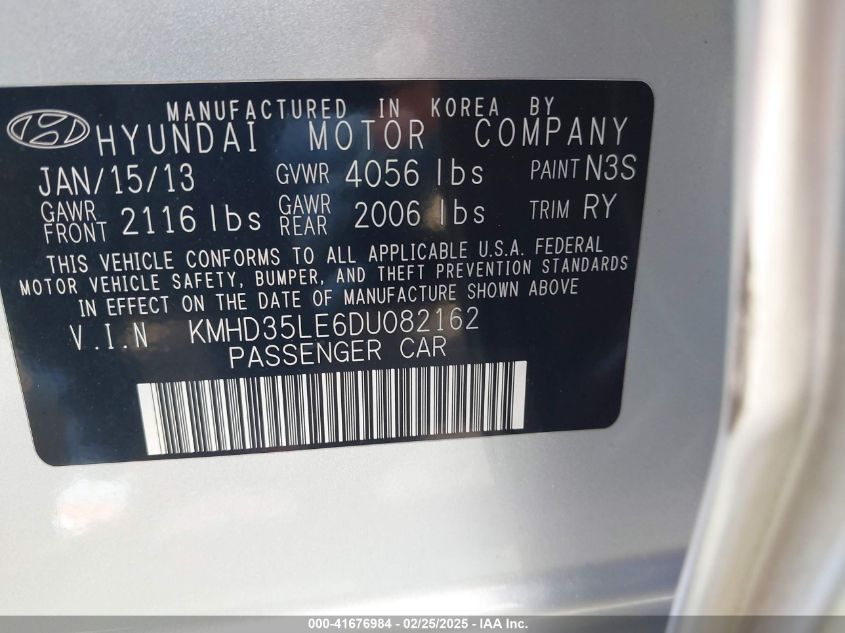 MANUFACTURED IN KOREA BY
HYUNDAI MOTOR COMPANY
JAN/15/13 GVWR 4056 lbs PAINT N3S
GAWR FRONT 2116 lbs GAWR REAR 2006 lbs TRIM RY
THIS VEHICLE CONFORMS TO ALL APPLICABLE U.S.A. FEDERAL
MOTOR VEHICLE SAFETY, BUMPER, AND THEFT PREVENTION STANDARDS
IN EFFECT ON THE DATE OF MANUFACTURE SHOWN ABOVE
V.I.N KMHD35LE6DU082162
PASSENGER CAR
000-41676984 - 02/25/2025 - IAA Inc.